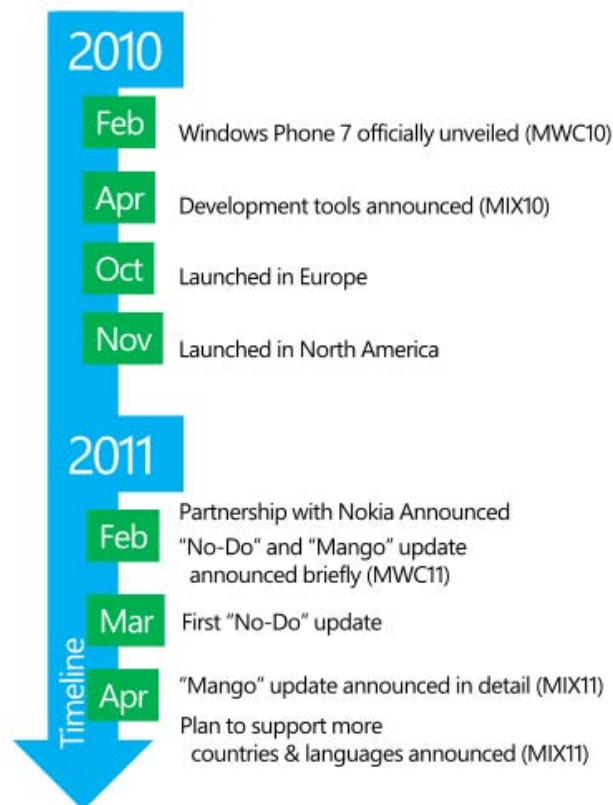 2010
Feb
Windows Phone 7 officially unveiled (MWC10)
Apr
Development tools announced (MIX10)
Oct
Launched in Europe
Nov
Launched in North America
2011
Feb
Partnership with Nokia Announced
“No-Do” and “Mango” update
announced briefly (MWC11)
Mar
First “No-Do” update
Apr
“Mango” update announced in detail (MIX11)
Plan to support more
countries & languages announced (MIX11)
Timeline